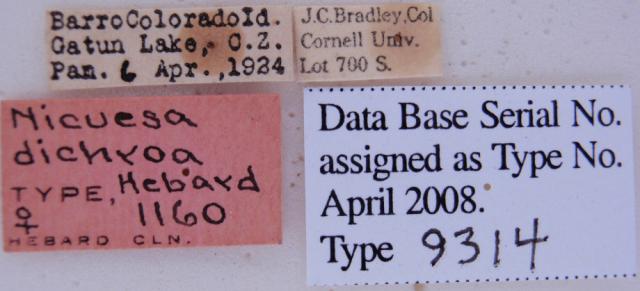 BarroColoradoId.
Gatun Lake, C.Z.
Pan. 6 Apr.,1924
J.C.Bradley,Col
Cornell Univ.
Lot 700 S.
Nicuesa
dichroa
TYPE, Hebard
♀ 1160
HEBARD CLN.
Data Base Serial No.
assigned as Type No.
April 2008.
Type 9314